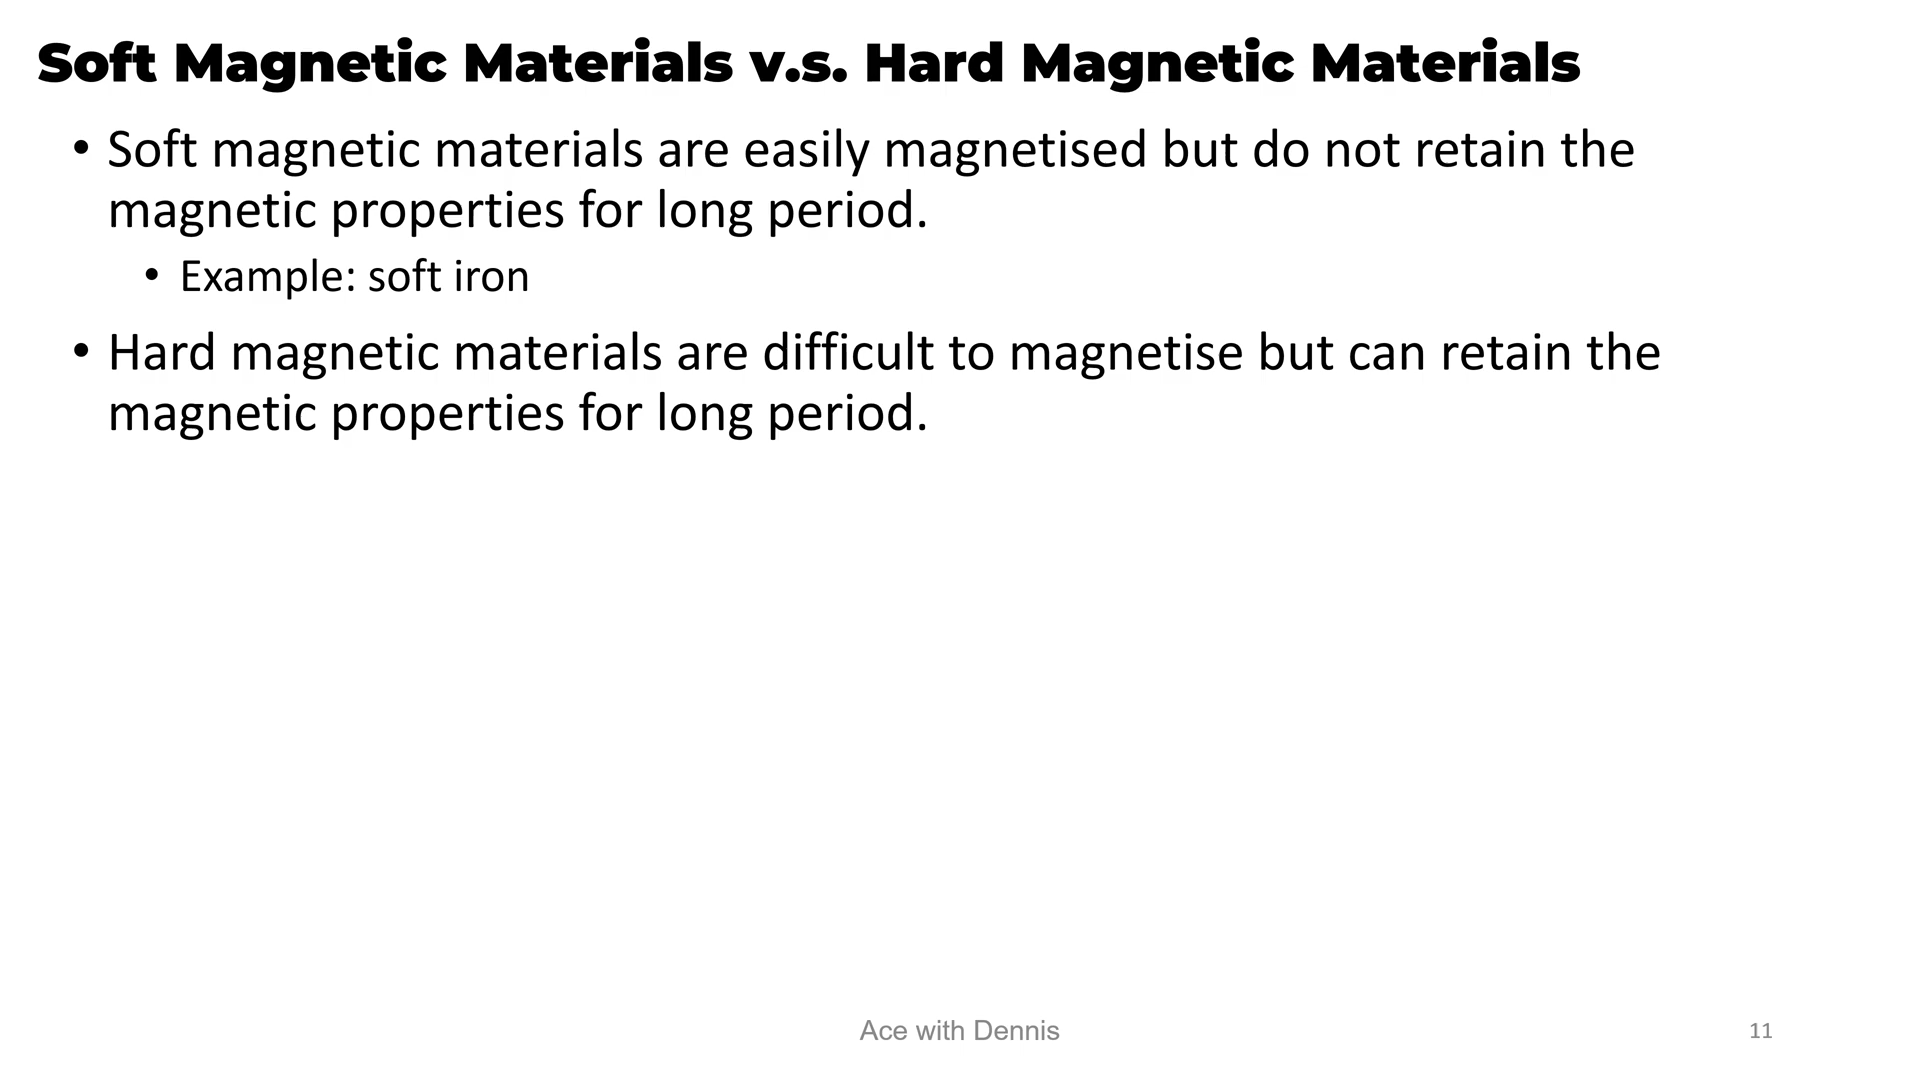 Soft Magnetic Materials v.s. Hard Magnetic Materials
• Soft magnetic materials are easily magnetised but do not retain the
magnetic properties for long period.
• Example: soft iron
• Hard magnetic materials are difficult to magnetise but can retain the
magnetic properties for long period.
Ace with Dennis
11